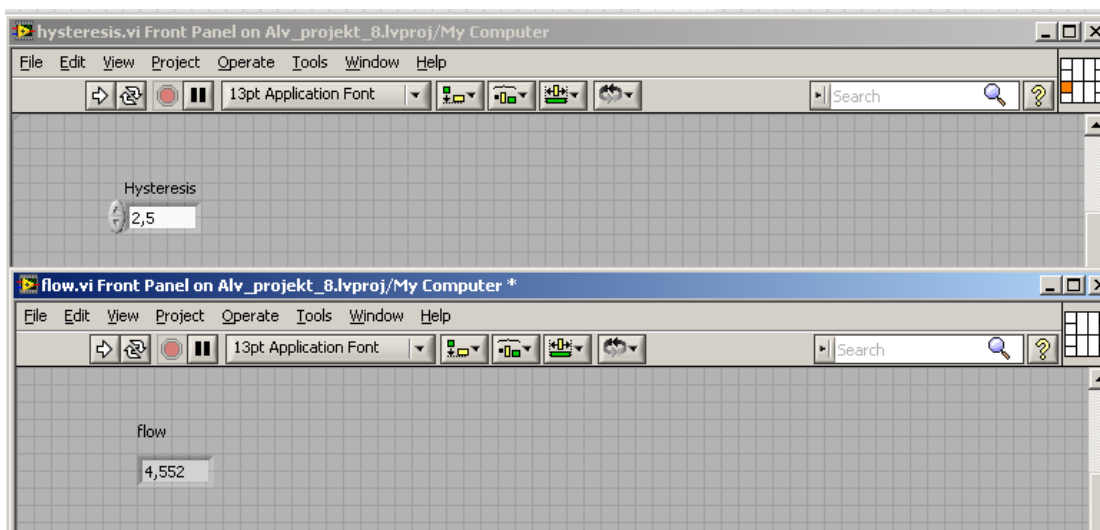 hysteresis.vi Front Panel on Alv_projekt_8.lvproj/My Computer
File Edit View Project Operate Tools Window Help
13pt Application Font Search
Hysteresis
2,5
flow.vi Front Panel on Alv_projekt_8.lvproj/My Computer *
File Edit View Project Operate Tools Window Help
13pt Application Font Search
flow
4,552